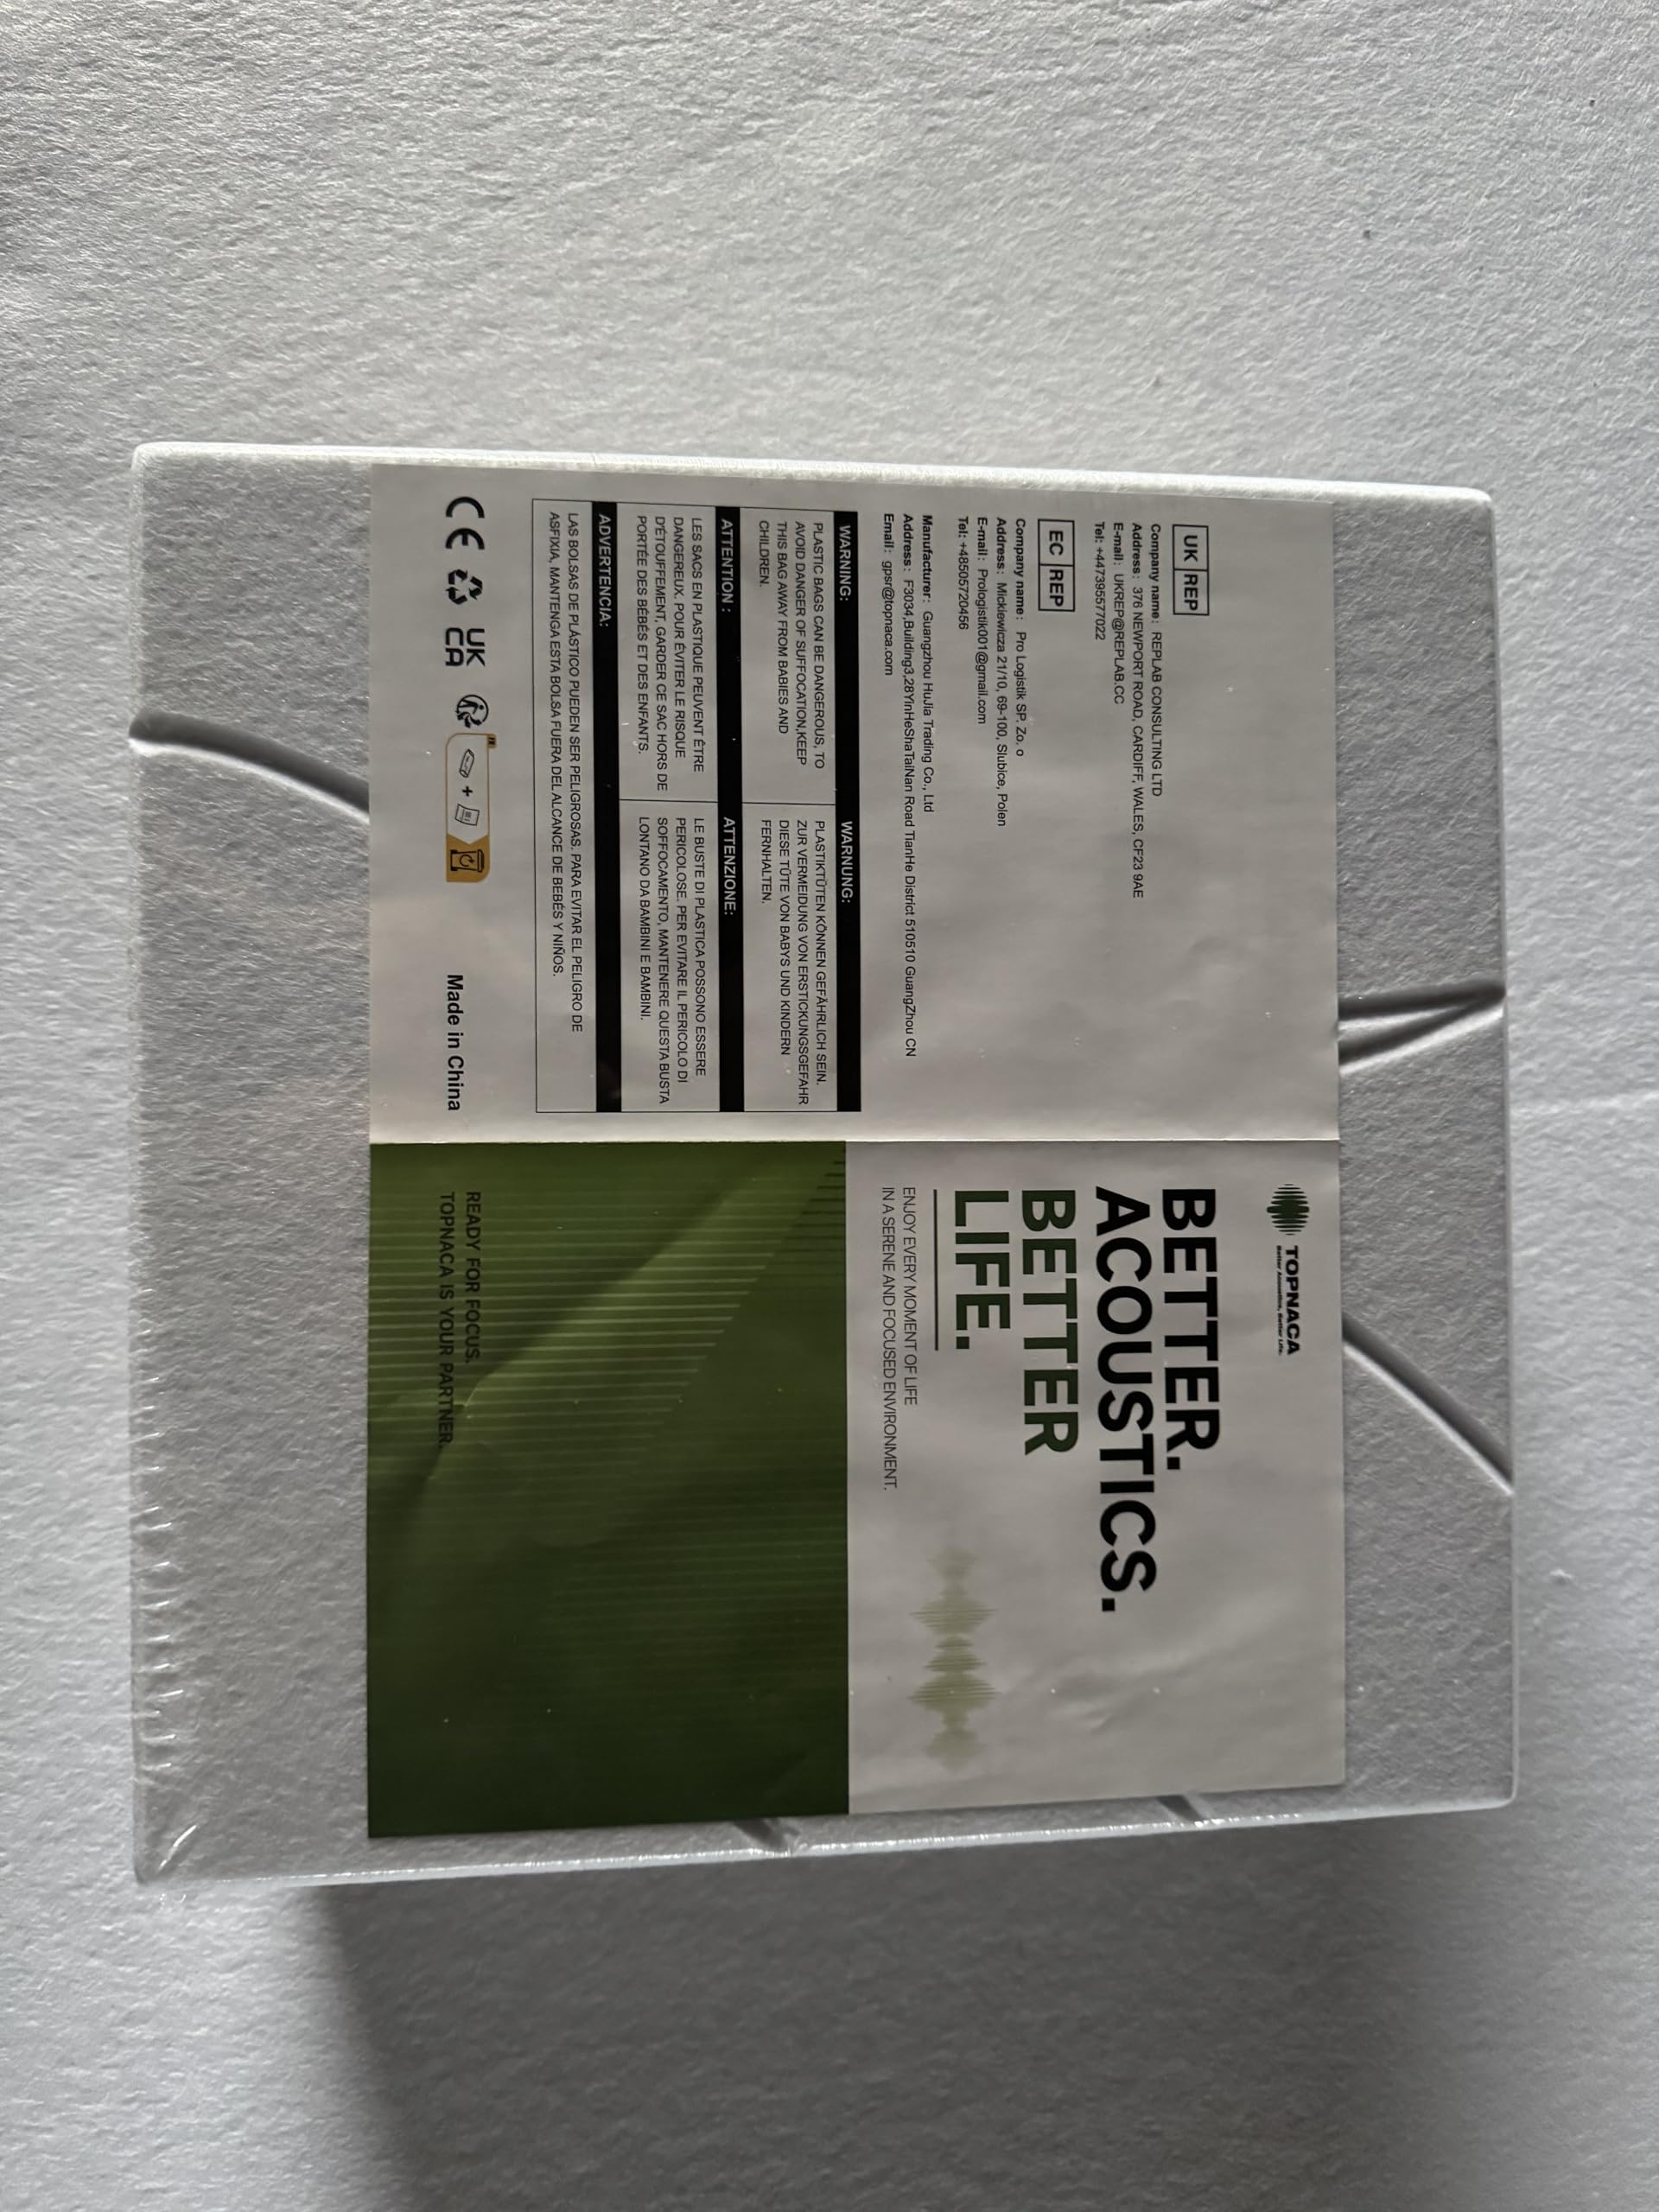 UK REP
Company name: REPLAB CONSULTING LTD
Address: 376 NEWPORT ROAD, CARDIFF, WALES, CF23 9AE
E-mail: UKREP@REPLAB.CC
Tel: +447395577022
EC REP
Company name: Pro Logistik SP. Zo. o
Address: Mickiewicza 21/10, 69-100, Slubice, Polen
E-mail: Prologistik001@gmail.com
Tel: +48505720456
Manufacturer: Guangzhou HuJia Trading Co., Ltd
Address: F3034,Building3,28YinHeShaTaiNan Road TianHe District 510510 GuangZhou CN
Email: gpsr@topnaca.com
WARNING:
PLASTIC BAGS CAN BE DANGEROUS, TO
AVOID DANGER OF SUFFOCATION,KEEP
THIS BAG AWAY FROM BABIES AND
CHILDREN.
WARNUNG:
PLASTIKTÜTEN KÖNNEN GEFÄHRLICH SEIN.
ZUR VERMEIDUNG VON ERSTICKUNGSGEFAHR
DIESE TÜTE VON BABYS UND KINDERN
FERNHALTEN.
ATTENTION:
LES SACS EN PLASTIQUE PEUVENT ÊTRE
DANGEREUX. POUR ÉVITER LE RISQUE
D'ÉTOUFFEMENT, GARDER CE SAC HORS DE
PORTÉE DES BÉBÉS ET DES ENFANTS.
ATTENZIONE:
LE BUSTE DI PLASTICA POSSONO ESSERE
PERICOLOSE. PER EVITARE IL PERICOLO DI
SOFFOCAMENTO, MANTENERE QUESTA BUSTA
LONTANO DA BAMBINI E BAMBINI.
ADVERTENCIA:
LAS BOLSAS DE PLÁSTICO PUEDEN SER PELIGROSAS. PARA EVITAR EL PELIGRO DE
ASFIXIA, MANTENGA ESTA BOLSA FUERA DEL ALCANCE DE BEBÉS Y NIÑOS.
CE
UK
CA
FR
+
Made in China
TOPNACA
Better Acoustics, Better Life.
BETTER.
ACOUSTICS.
BETTER
LIFE.
ENJOY EVERY MOMENT OF LIFE
IN A SERENE AND FOCUSED ENVIRONMENT.
READY FOR FOCUS.
TOPNACA IS YOUR PARTNER.